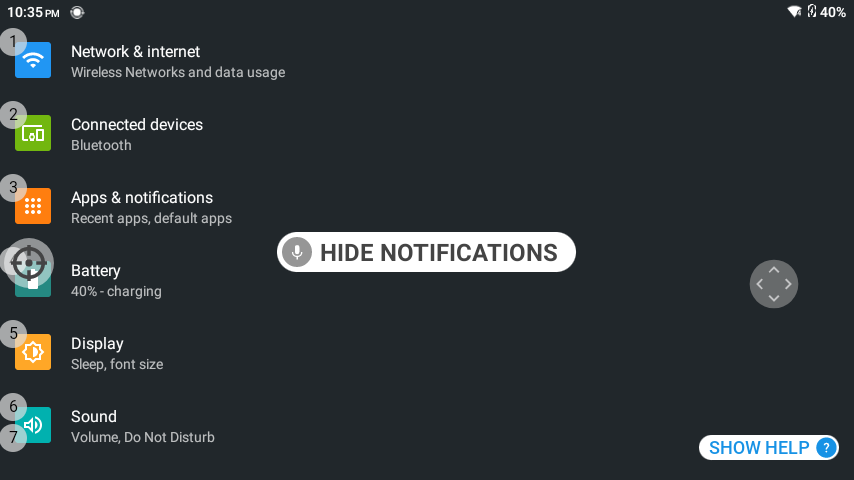 10:35 PM
40%
1
Network & internet
Wireless Networks and data usage
2
Connected devices
Bluetooth
3
Apps & notifications
Recent apps, default apps
HIDE NOTIFICATIONS
Battery
40% - charging
5
Display
Sleep, font size
6
Sound
7
Volume, Do Not Disturb
SHOW HELP ?